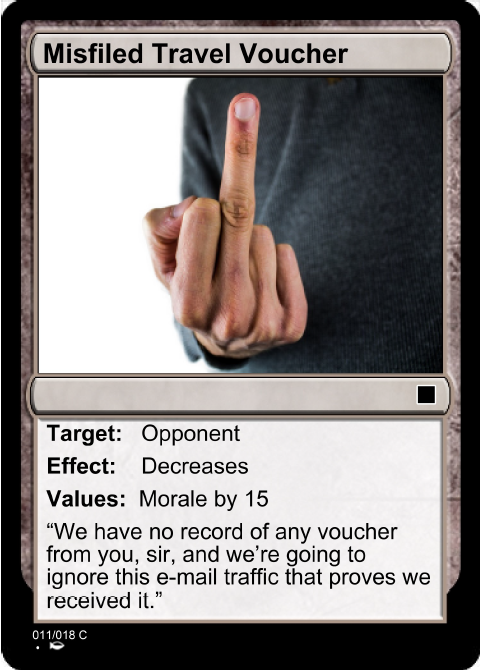 Misfiled Travel Voucher
Target: Opponent
Effect: Decreases
Values: Morale by 15
“We have no record of any voucher
from you, sir, and we’re going to
ignore this e-mail traffic that proves we
received it.”
011/018 C